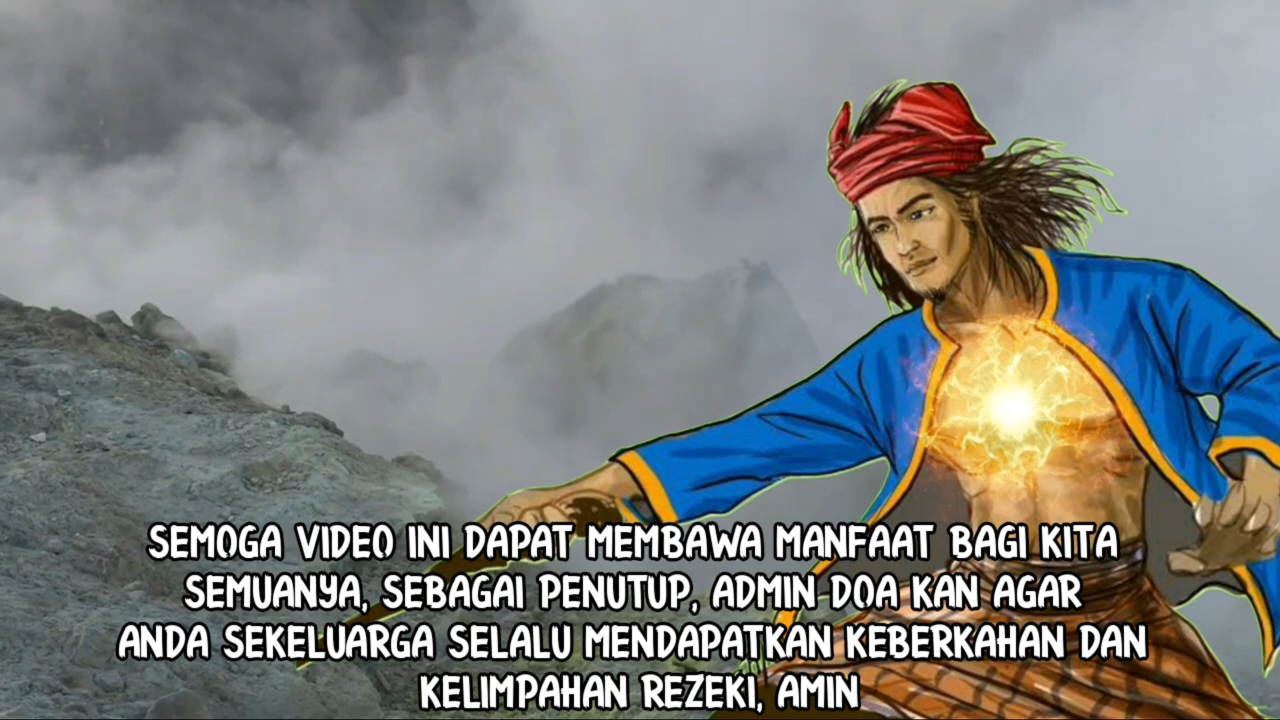 SEMOGA VIDEO INI DAPAT MEMBAWA MANFAAT BAGI KITA
SEMUANYA, SEBAGAI PENUTUP, ADMIN DOA KAN AGAR
ANDA SEKELUARGA SELALU MENDAPATKAN KEBERKAHAN DAN
KELIMPAHAN REZEKI, AMIN